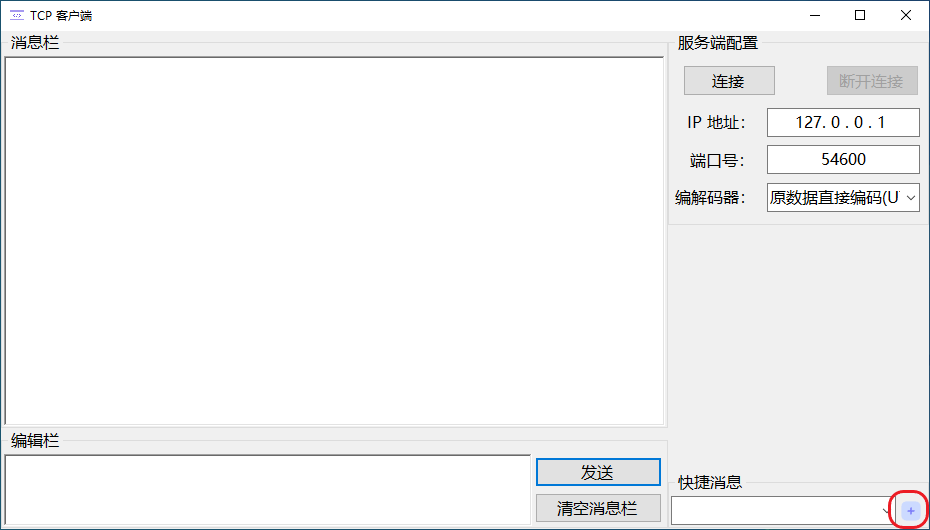 TCP 客户端
消息栏
服务端配置
连接
断开连接
IP 地址：
127. 0 . 0 . 1
端口号：
54600
编解码器：
原数据直接编码(U
编辑栏
发送
清空消息栏
快捷消息
+